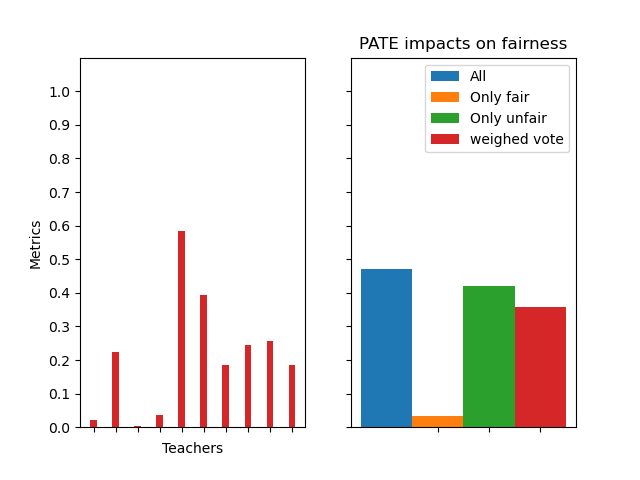 PATE impacts on fairness
All
Only fair
Only unfair
weighed vote
1.0
0.9
0.8
0.7
0.6
0.5
0.4
0.3
0.2
0.1
0.0
Metrics
Teachers